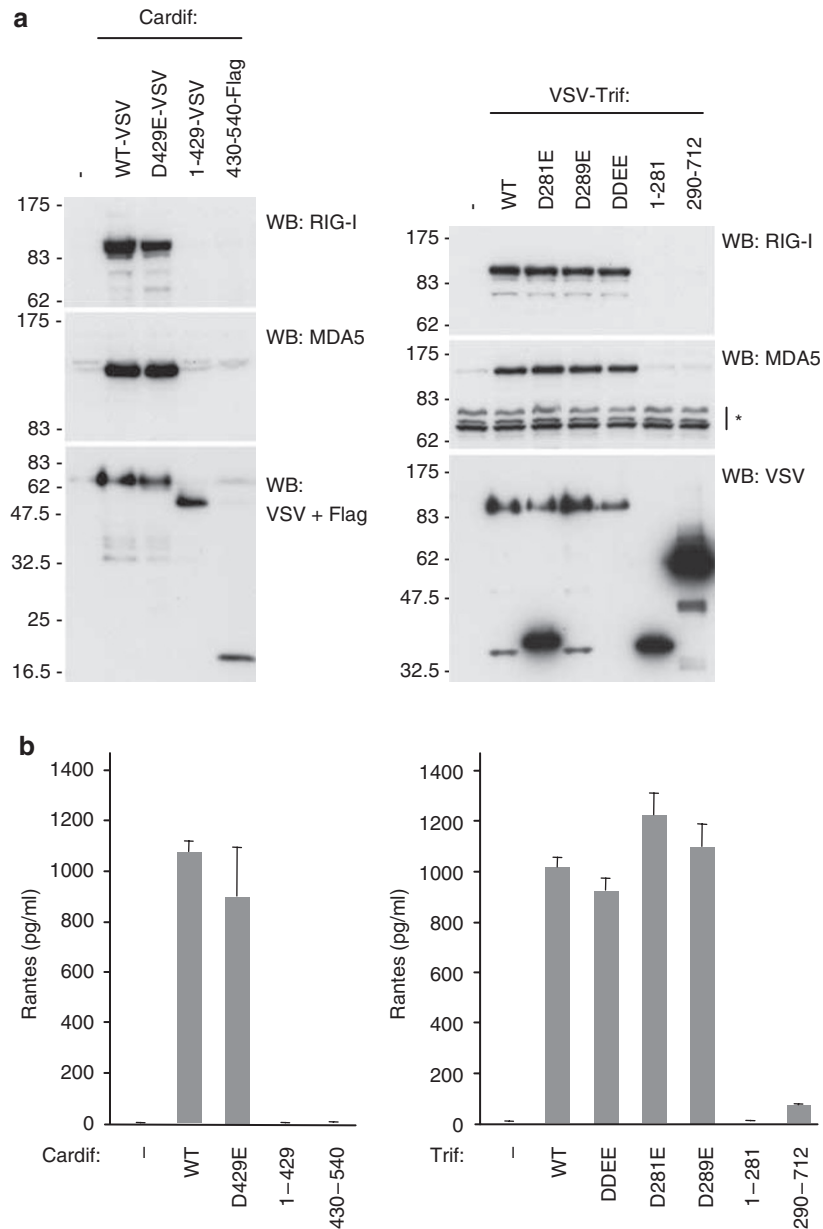 a
Cardif:
-
WT-VSV
D429E-VSV
1-429-VSV
430-540-Flag
175 -
83 -
62 -
WB: RIG-I
175 -
83 -
WB: MDA5
83 -
62 -
47.5 -
32.5 -
25 -
16.5 -
WB:
VSV + Flag
VSV-Trif:
-
WT
D281E
D289E
DDEE
1-281
290-712
175-
83-
62-
WB: RIG-I
175-
83-
62-
WB: MDA5
*
175-
83-
62-
47.5-
32.5-
WB: VSV
b
Rantes (pg/ml)
1400
1200
1000
800
600
400
200
0
Cardif:
–
WT
D429E
1–429
430–540
Rantes (pg/ml)
1400
1200
1000
800
600
400
200
0
Trif:
–
WT
DDEE
D281E
D289E
1–281
290–712